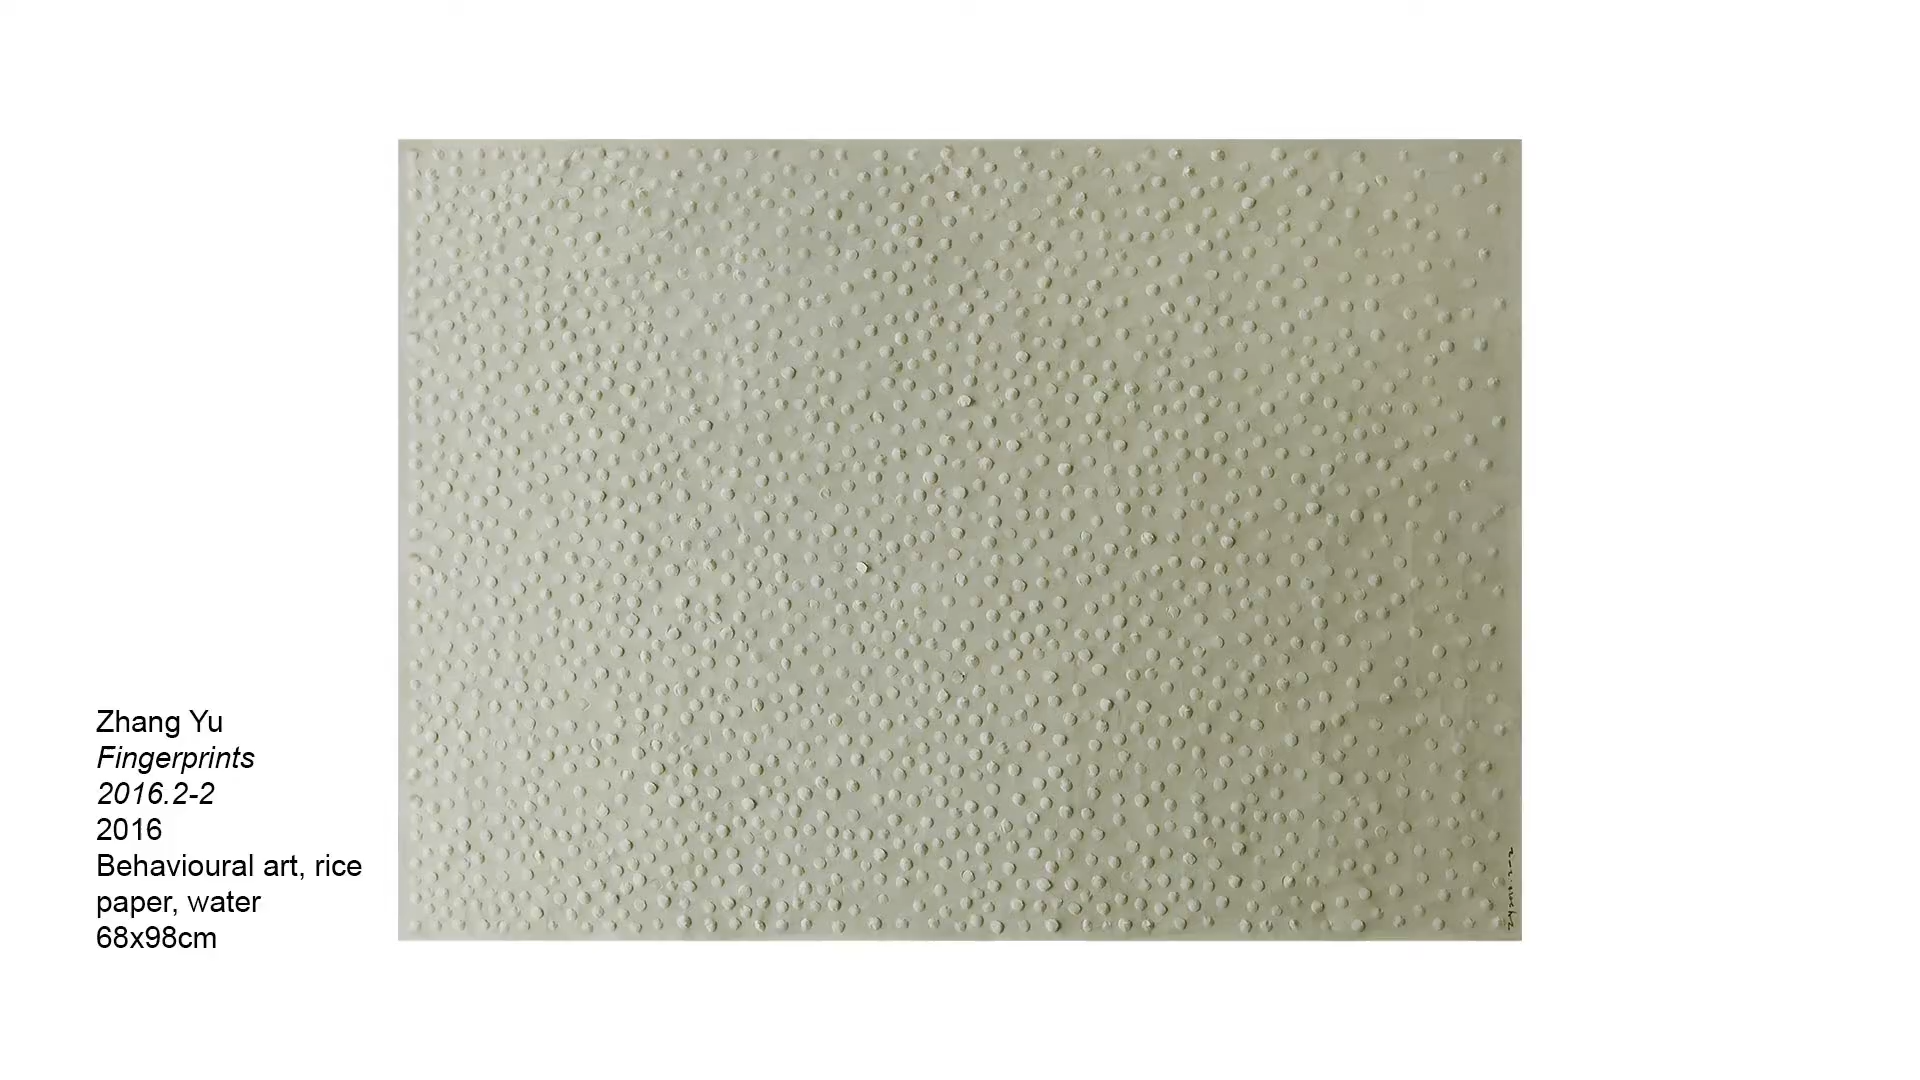 Zhang Yu
Fingerprints
2016.2-2
2016
Behavioural art, rice
paper, water
68x98cm